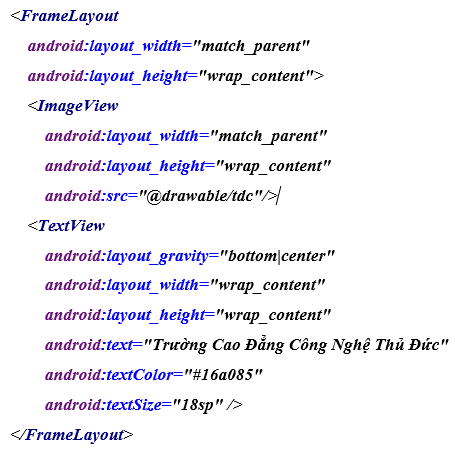 <FrameLayout
android:layout_width="match_parent"
android:layout_height="wrap_content">
<ImageView
android:layout_width="match_parent"
android:layout_height="wrap_content"
android:src="@drawable/tdc"/>
<TextView
android:layout_gravity="bottom|center"
android:layout_width="wrap_content"
android:layout_height="wrap_content"
android:text="Trường Cao Đẳng Công Nghệ Thủ Đức"
android:textColor="#16a085"
android:textSize="18sp" />
</FrameLayout>